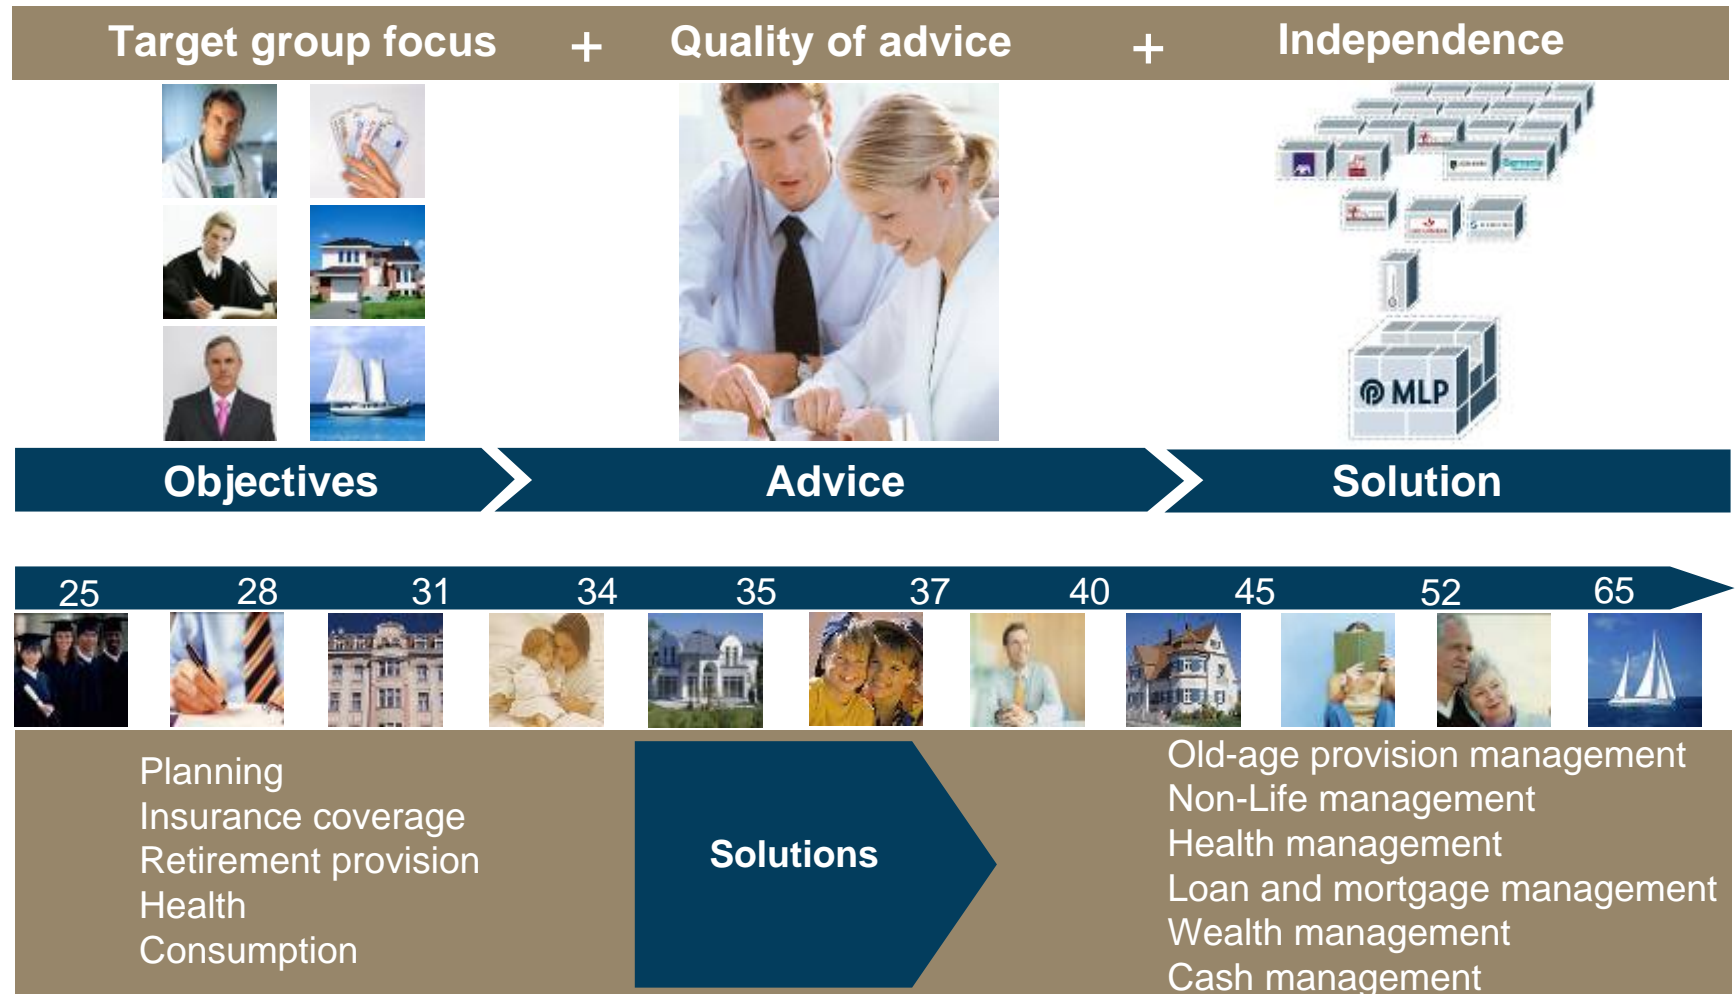 Target group focus + Quality of advice + Independence
MLP
Objectives Advice Solution
25 28 31 34 35 37 40 45 52 65
Planning
Insurance coverage
Retirement provision
Health
Consumption
Solutions
Old-age provision management
Non-Life management
Health management
Loan and mortgage management
Wealth management
Cash management